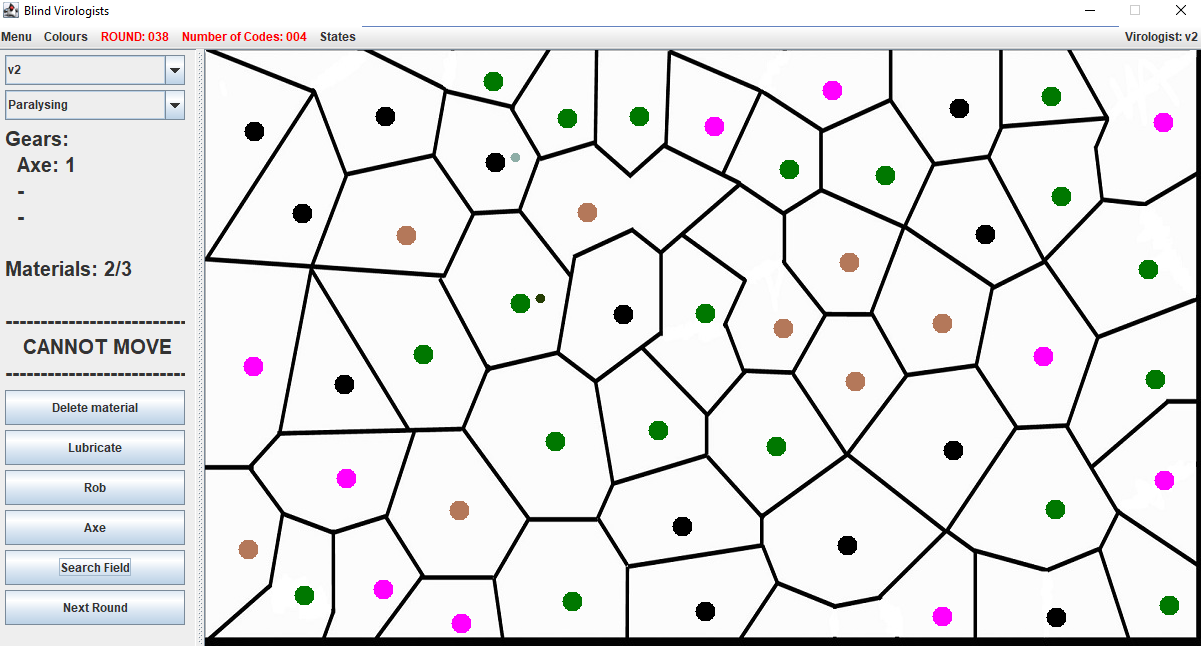 Blind Virologists
Menu Colours ROUND: 038 Number of Codes: 004 States Virologist: v2
v2
Paralysing
Gears:
Axe: 1
-
-
Materials: 2/3
--------------------------
CANNOT MOVE
--------------------------
Delete material
Lubricate
Rob
Axe
Search Field
Next Round